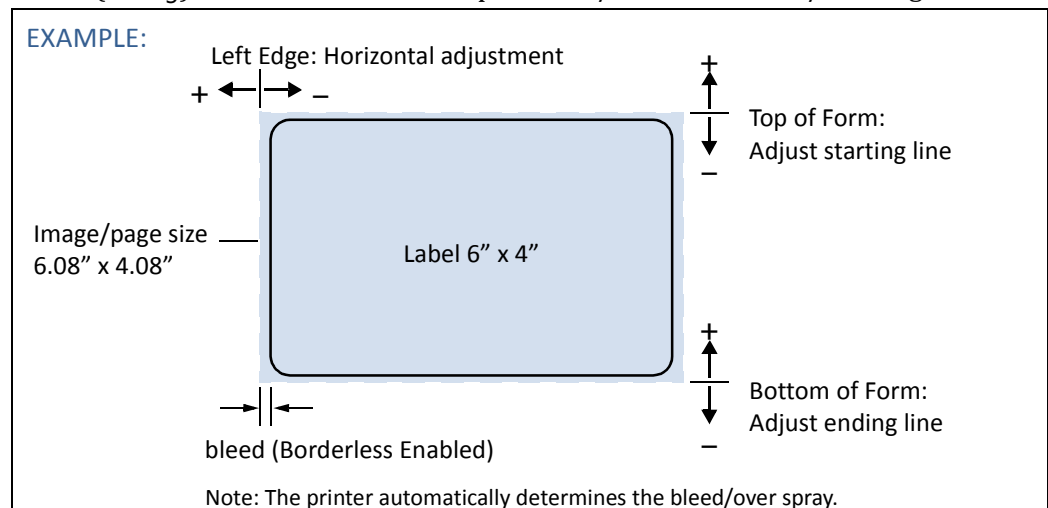 EXAMPLE:
Left Edge: Horizontal adjustment
+ –
+
–
Top of Form:
Adjust starting line
Image/page size
6.08” x 4.08”
Label 6” x 4”
+
–
Bottom of Form:
Adjust ending line
bleed (Borderless Enabled)
Note: The printer automatically determines the bleed/over spray.